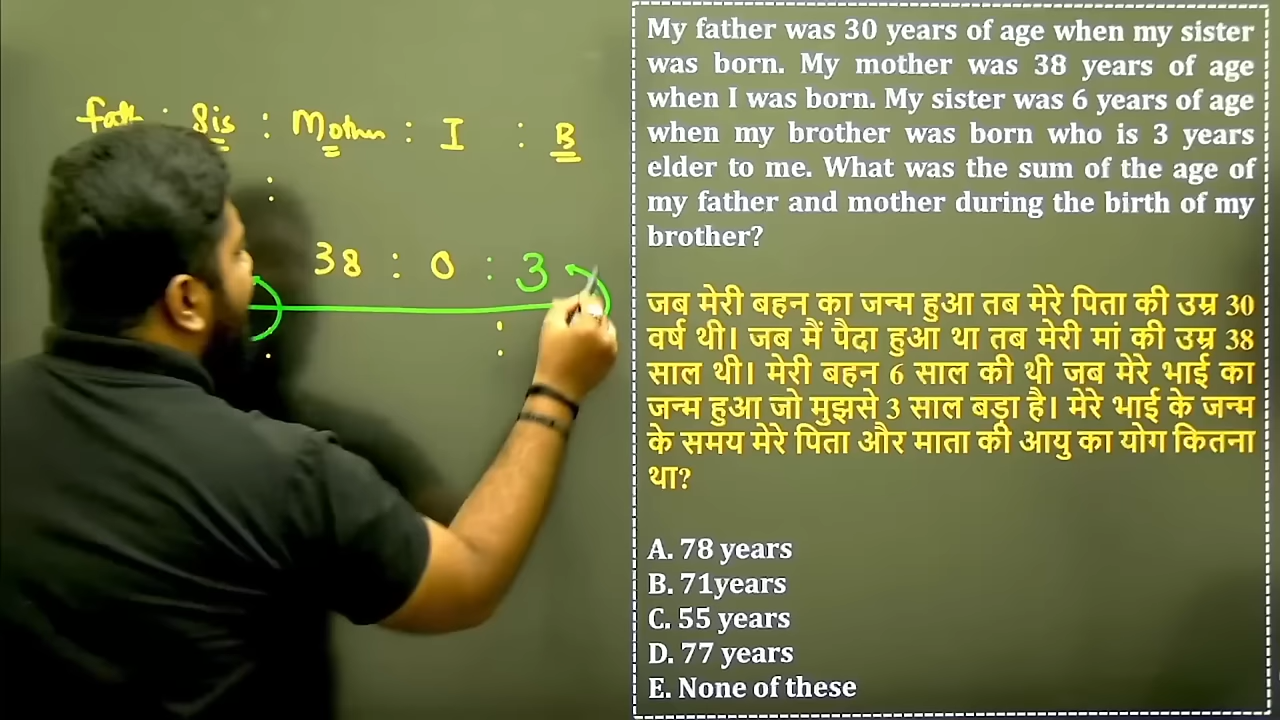 fath : Sis : Mother : I : B
:
38 : 0 : 3
My father was 30 years of age when my sister
was born. My mother was 38 years of age
when I was born. My sister was 6 years of age
when my brother was born who is 3 years
elder to me. What was the sum of the age of
my father and mother during the birth of my
brother?
जब मेरी बहन का जन्म हुआ तब मेरे पिता की उम्र 30
वर्ष थी। जब मैं पैदा हुआ था तब मेरी मां की उम्र 38
साल थी। मेरी बहन 6 साल की थी जब मेरे भाई का
जन्म हुआ जो मुझसे 3 साल बड़ा है। मेरे भाई के जन्म
के समय मेरे पिता और माता की आयु का योग कितना
था?
A. 78 years
B. 71years
C. 55 years
D. 77 years
E. None of these